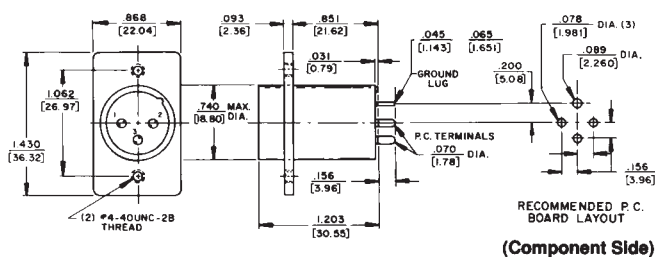 .868
[22.04]
.093
[2.36]
.851
[21.62]
.031
[0.79]
.045
[1.143]
.065
[1.651]
GROUND
LUG
.200
[5.08]
.078
[1.981]
DIA. (3)
.089
[2.260]
DIA.
1.430
[36.32]
1.062
[26.97]
1
2
3
.740
[18.80]
MAX.
DIA.
P.C. TERMINALS
.070
[1.78]
DIA.
.156
[3.96]
.156
[3.96]
(2) #4-40UNC-2B
THREAD
1.203
[30.55]
RECOMMENDED P.C.
BOARD LAYOUT
(Component Side)